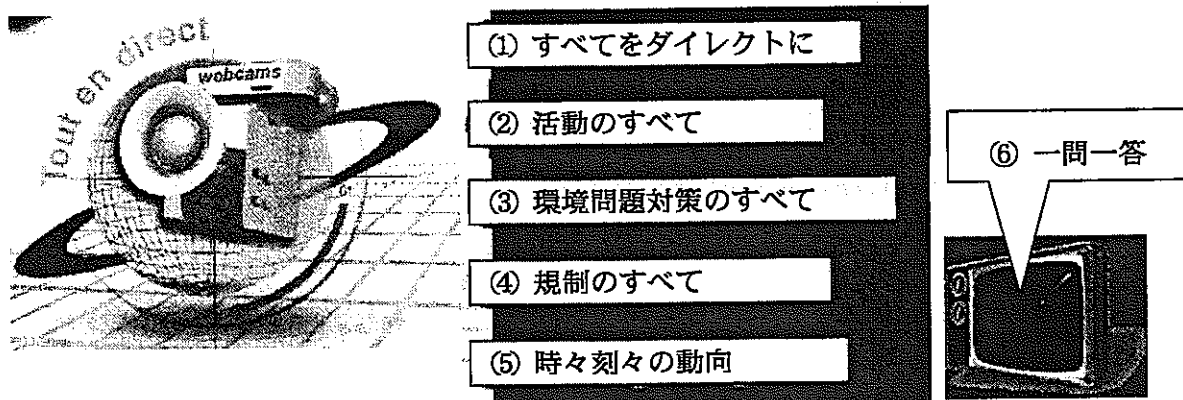 Tout en direct
webcams
(1) すべてをダイレクトに
(2) 活動のすべて
(3) 環境問題対策のすべて
(4) 規制のすべて
(5) 時々刻々の動向
⑥ 一問一答